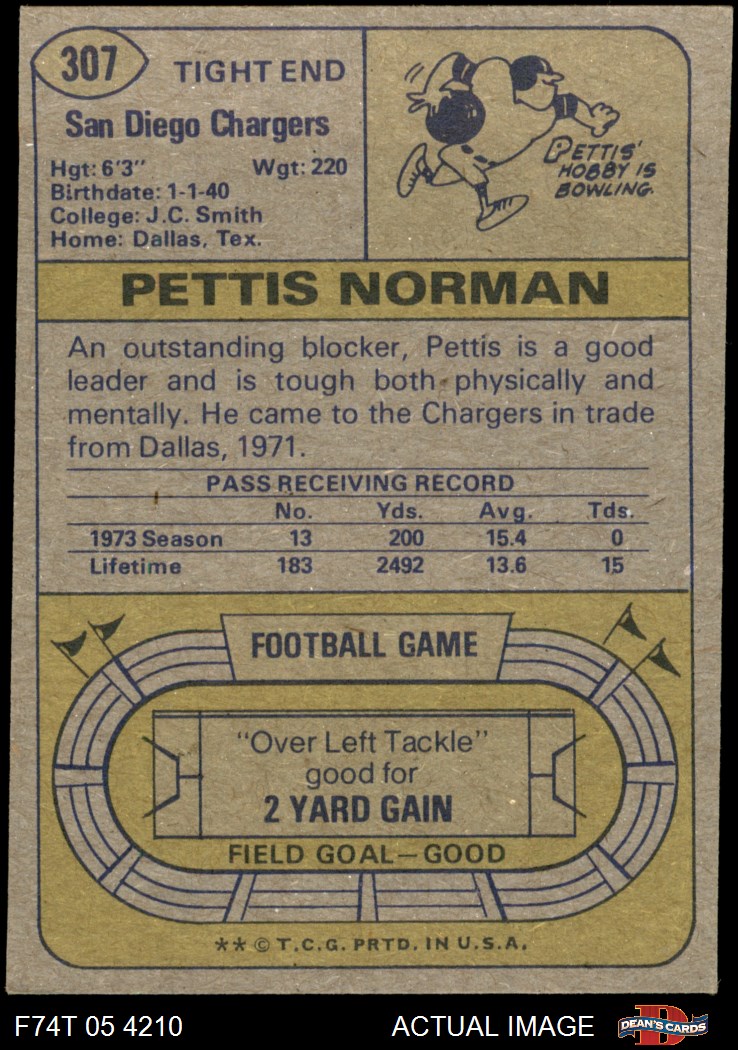 307
TIGHT END
San Diego Chargers
Hgt: 6'3" Wgt: 220
Birthdate: 1-1-40
College: J.C. Smith
Home: Dallas, Tex.
PETTIS'
HOBBY IS
BOWLING.
PETTIS NORMAN
An outstanding blocker, Pettis is a good
leader and is tough both physically and
mentally. He came to the Chargers in trade
from Dallas, 1971.
PASS RECEIVING RECORD
No. Yds. Avg. Tds.
1973 Season 13 200 15.4 0
Lifetime 183 2492 13.6 15
FOOTBALL GAME
"Over Left Tackle"
good for
2 YARD GAIN
FIELD GOAL—GOOD
** © T.C.G. PRTD. IN U.S.A.
F74T 05 4210 ACTUAL IMAGE
D
DEAN'S CARDS